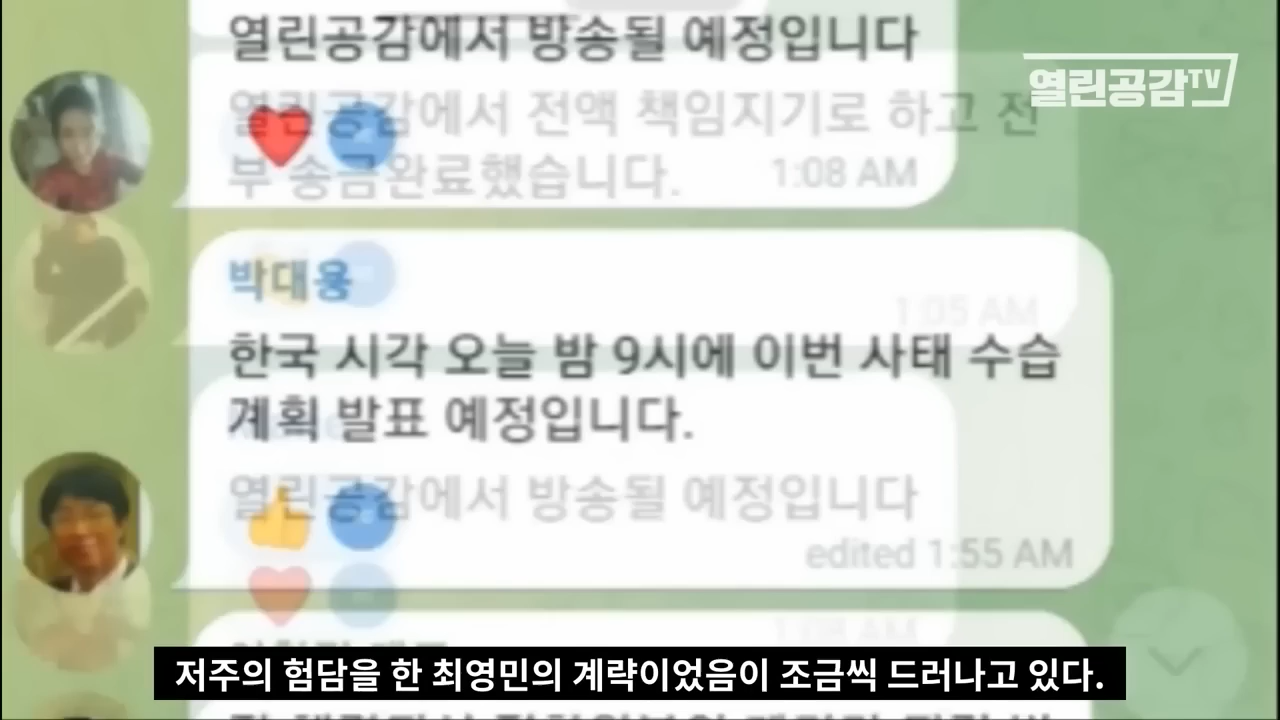 열린공감에서 방송될 예정입니다
열린공감TV
열린공감에서 전액 책임지기로 하고 전
부 송금완료했습니다.
1:08 AM
박대용
1:05 AM
한국 시각 오늘 밤 9시에 이번 사태 수습
계획 발표 예정입니다.
열린공감에서 방송될 예정입니다
edited 1:55 AM
1:08 AM
저주의 험담을 한 최영민의 계략이었음이 조금씩 드러나고 있다.